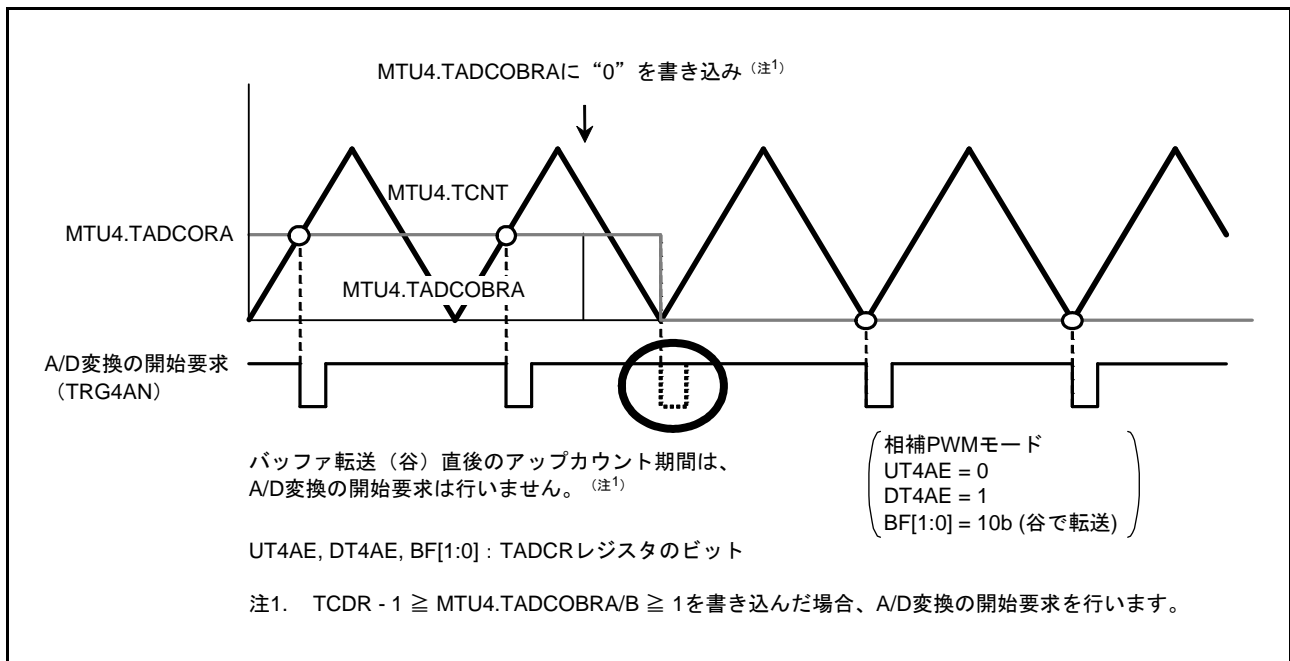 MTU4.TADCOBRAに“0”を書き込み（注1）
MTU4.TCNT
MTU4.TADCORA
MTU4.TADCOBRA
A/D変換の開始要求
（TRG4AN）
バッファ転送（谷）直後のアップカウント期間は、
A/D変換の開始要求は行いません。（注1）
相補PWMモード
UT4AE = 0
DT4AE = 1
BF[1:0] = 10b (谷で転送)
UT4AE, DT4AE, BF[1:0]：TADCRレジスタのビット
注1. TCDR - 1 ≧ MTU4.TADCOBRA/B ≧ 1を書き込んだ場合、A/D変換の開始要求を行います。